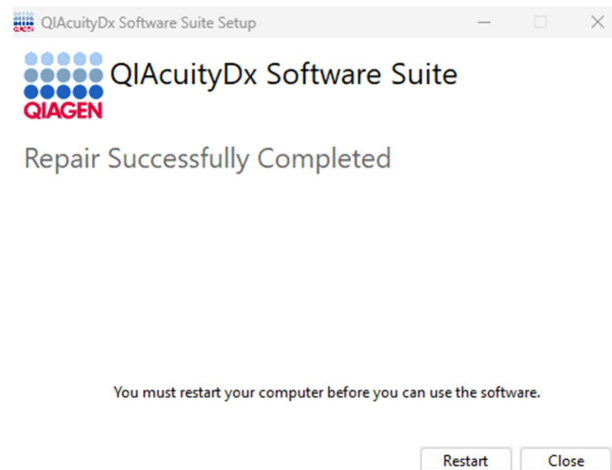 QIAcuityDx Software Suite Setup
QIAcuityDx Software Suite
QIAGEN
Repair Successfully Completed
You must restart your computer before you can use the software.
Restart Close